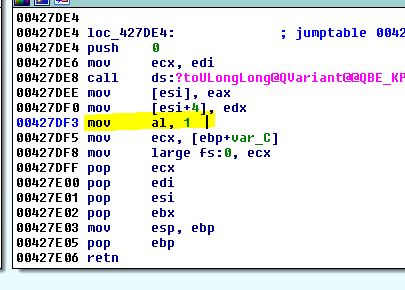 00427DE4
00427DE4 loc_427DE4: ; jumptable 0042
00427DE4 push 0
00427DE6 mov ecx, edi
00427DE8 call ds:?toULongLong@QVariant@@QBE_KP
00427DEE mov [esi], eax
00427DF0 mov [esi+4], edx
00427DF3 mov al, 1
00427DF5 mov ecx, [ebp+var_C]
00427DF8 mov large fs:0, ecx
00427DFF pop ecx
00427E00 pop edi
00427E01 pop esi
00427E02 pop ebx
00427E03 mov esp, ebp
00427E05 pop ebp
00427E06 retn